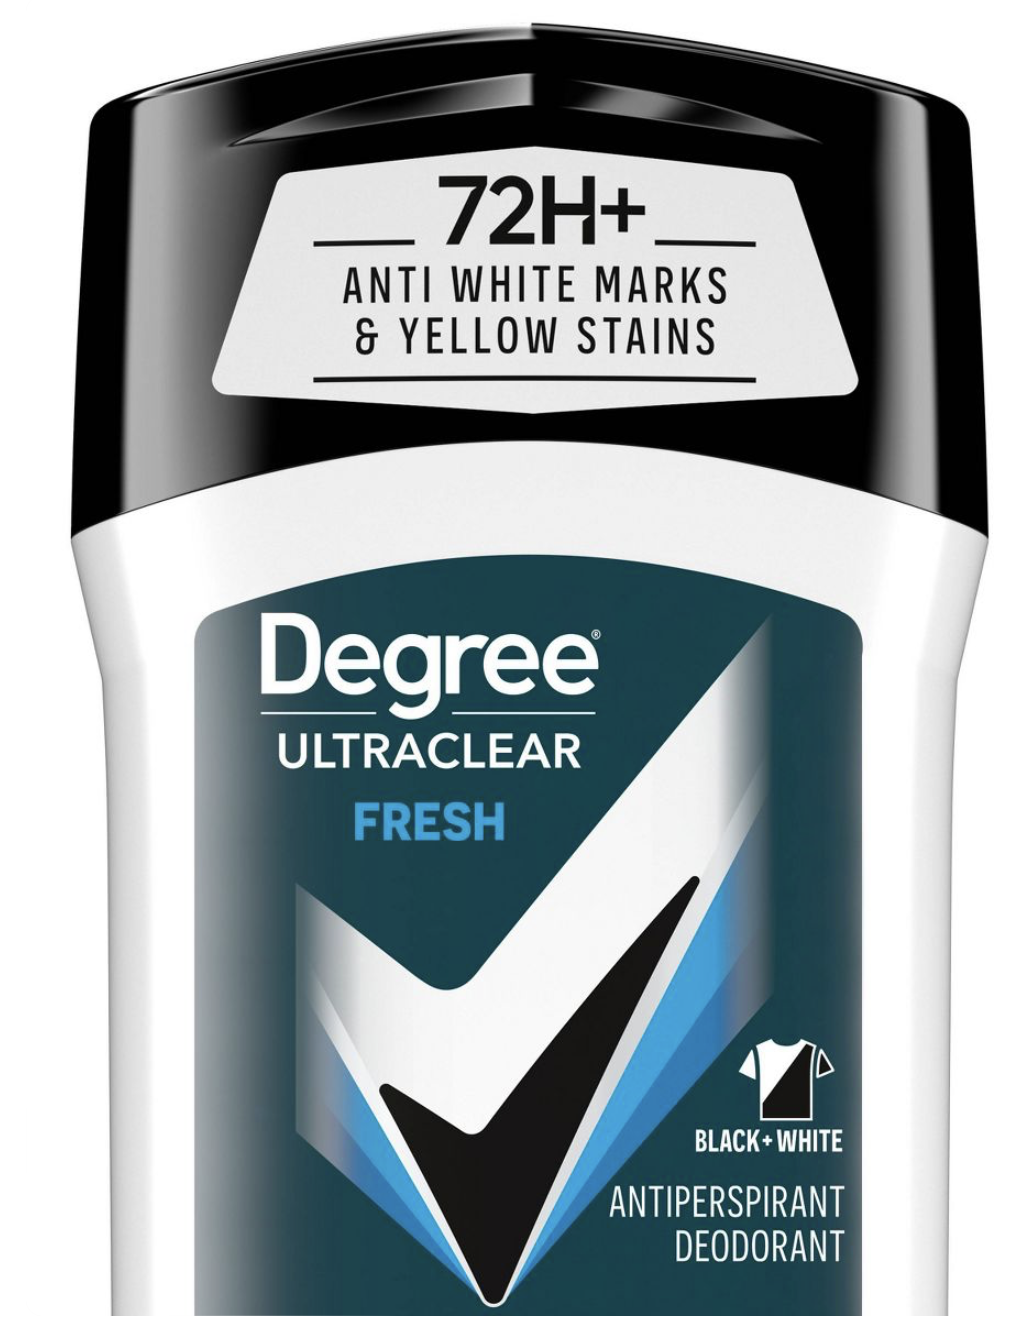 72H+
ANTI WHITE MARKS
& YELLOW STAINS
Degree®
ULTRACLEAR
FRESH
BLACK+WHITE
ANTIPERSPIRANT
DEODORANT